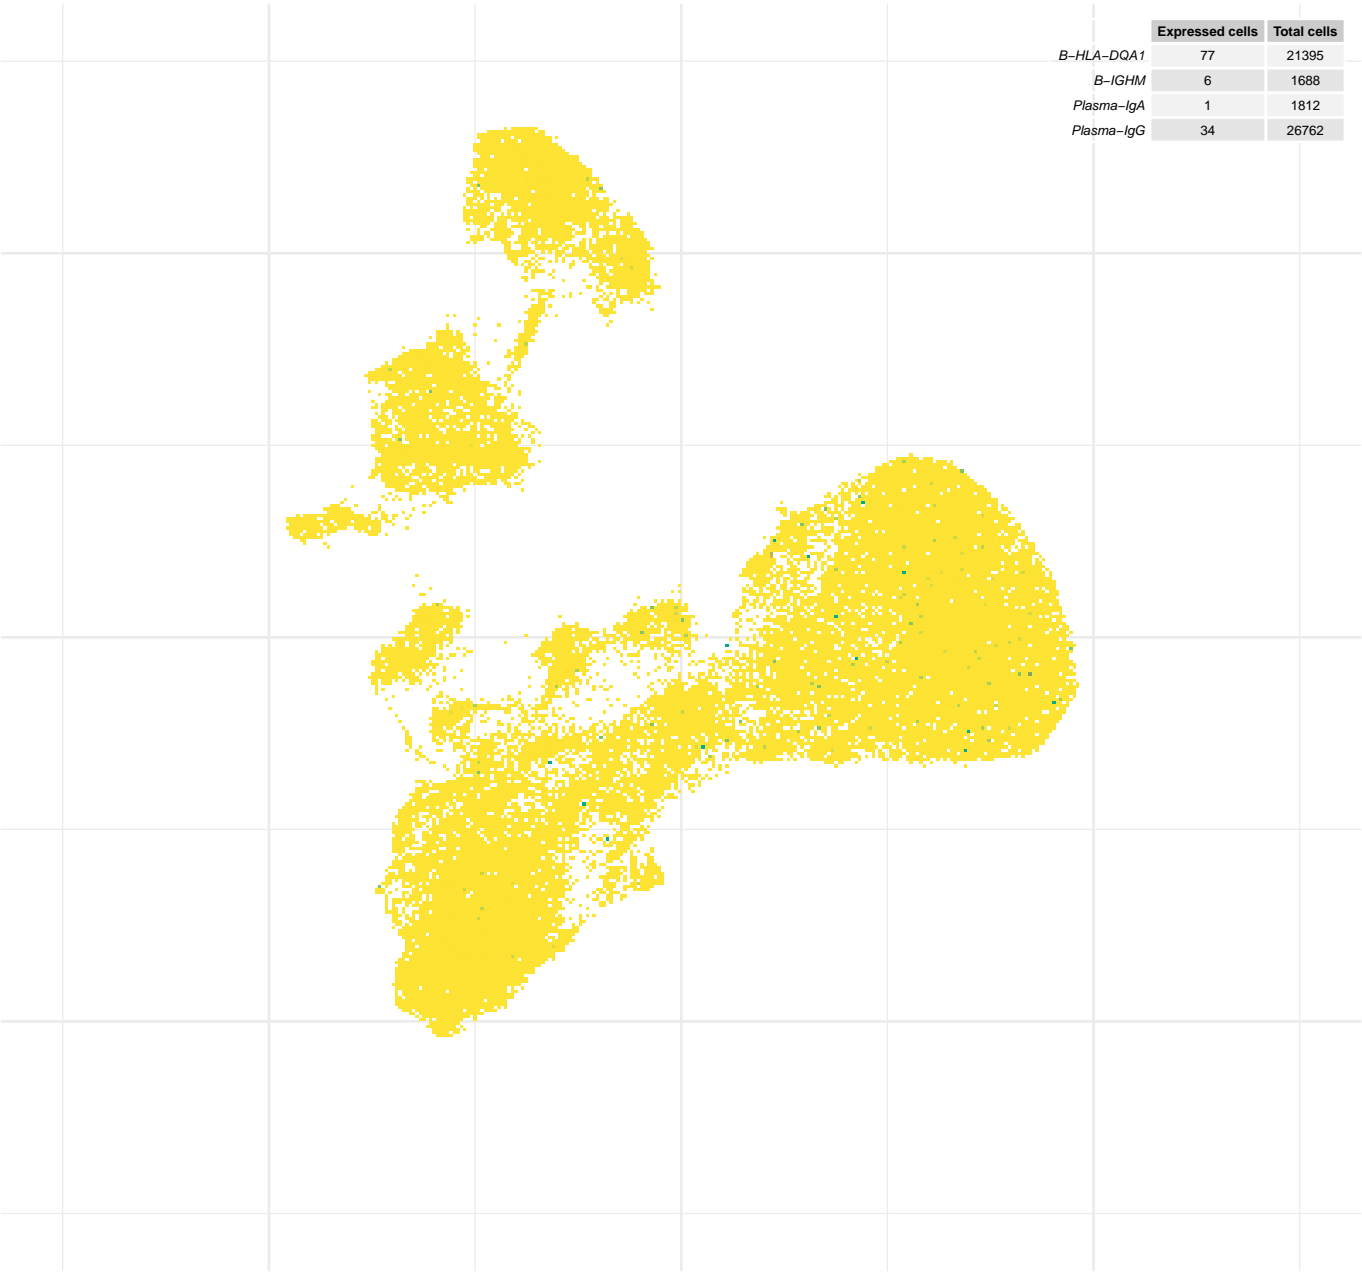 Expressed cells Total cells
B−HLA−DQA1 77 21395
B−IGHM 6 1688
Plasma−IgA 1 1812
Plasma−IgG 34 26762